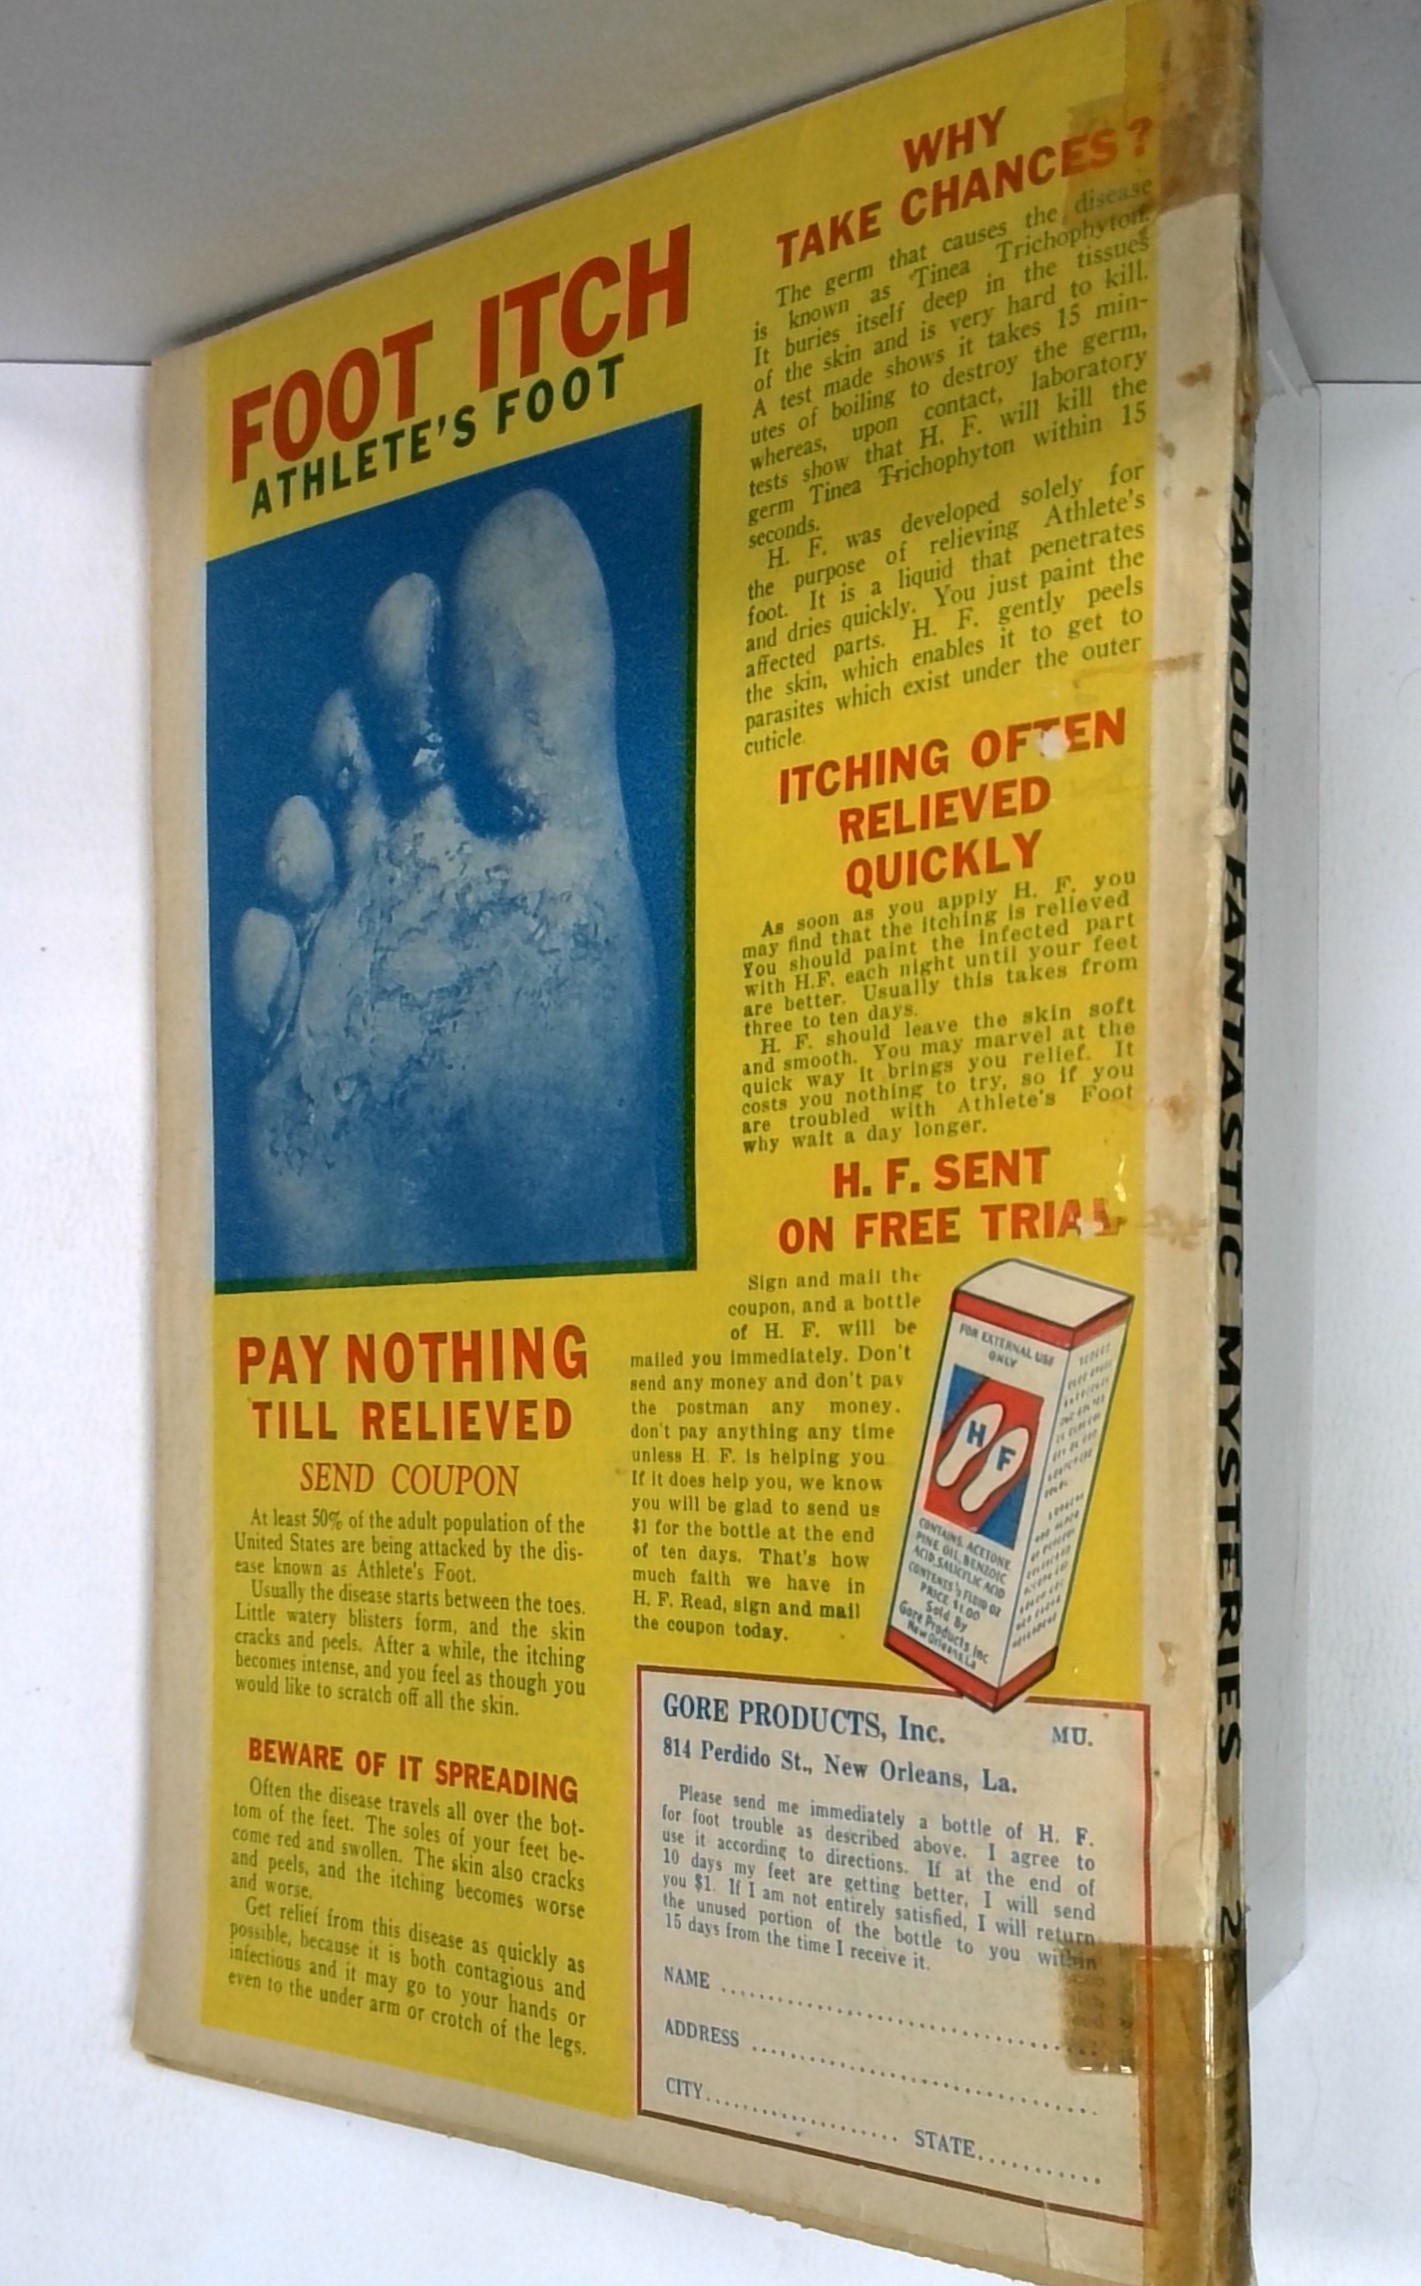 FOOT ITCH
ATHLETE'S FOOT
PAY NOTHING
TILL RELIEVED
SEND COUPON
At least 50% of the adult population of the
United States are being attacked by the dis-
ease known as Athlete's Foot.
Usually the disease starts between the toes.
Little watery blisters form, and the skin
cracks and peels. After a while, the itching
becomes intense, and you feel as though you
would like to scratch off all the skin.
BEWARE OF IT SPREADING
Often the disease travels all over the bot-
tom of the feet. The soles of your feet be-
come red and swollen. The skin also cracks
and peels, and the itching becomes worse
and worse.
Get relief from this disease as quickly as
possible, because it is both contagious and
infectious and it may go to your hands or
even to the under arm or crotch of the legs.
WHY
TAKE CHANCES?
The germ that causes the disease
is known as Tinea Trichophyton.
It buries itself deep in the tissues
of the skin and is very hard to kill.
A test made shows it takes 15 min-
utes of boiling to destroy the germ,
whereas, upon contact, laboratory
tests show that H. F. will kill the
germ Tinea Trichophyton within 15
seconds.
H. F. was developed solely for
the purpose of relieving Athlete's
foot. It is a liquid that penetrates
and dries quickly. You just paint the
affected parts. H. F. gently peels
the skin, which enables it to get to
parasites which exist under the outer
cuticle.
ITCHING OFTEN
RELIEVED
QUICKLY
As soon as you apply H. F. you
may find that the itching is relieved
You should paint the infected part
with H.F. each night until your feet
are better. Usually this takes from
three to ten days.
H. F. should leave the skin soft
and smooth. You may marvel at the
quick way it brings you relief. It
costs you nothing to try, so if you
are troubled with Athlete's Foot
why wait a day longer.
H. F. SENT
ON FREE TRIAL
Sign and mail the
coupon, and a bottle
of H. F. will be
mailed you immediately. Don't
send any money and don't pay
the postman any money,
don't pay anything any time
unless H. F. is helping you
If it does help you, we know
you will be glad to send us
$1 for the bottle at the end
of ten days. That's how
much faith we have in
H. F. Read, sign and mail
the coupon today.
FOR EXTERNAL USE
ONLY
H F
CONTAINS, ACETONE
PINE OIL, BENZOIC
ACID, SALICYLIC ACID
CONTENTS ½ FLUID OZ
PRICE $1.00
Sold By
Gore Products Inc
New Orleans, La
GORE PRODUCTS, Inc. MU.
814 Perdido St., New Orleans, La.
Please send me immediately a bottle of H. F.
for foot trouble as described above. I agree to
use it according to directions. If at the end of
10 days my feet are getting better, I will send
you $1. If I am not entirely satisfied, I will return
the unused portion of the bottle to you within
15 days from the time I receive it.
NAME
ADDRESS
CITY STATE
FAMOUS FANTASTIC MYSTERIES